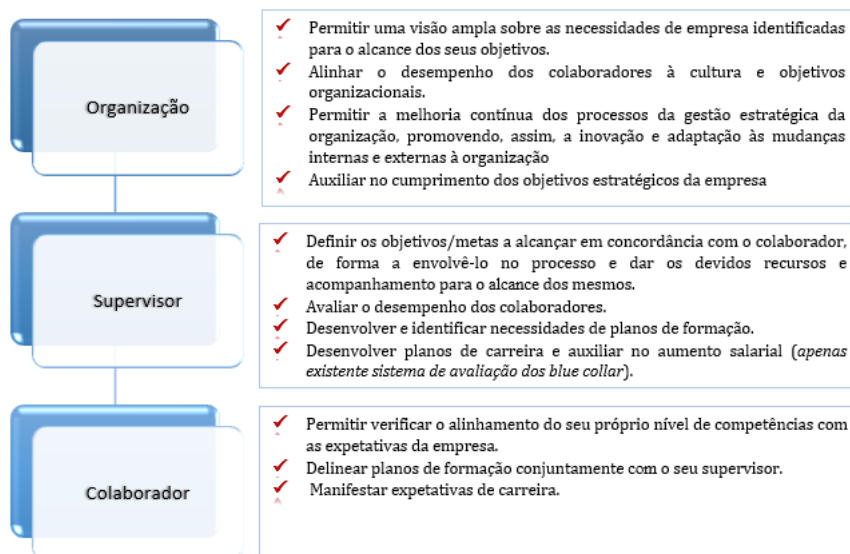 Organização
✓ Permitir uma visão ampla sobre as necessidades de empresa identificadas
para o alcance dos seus objetivos.
✓ Alinhar o desempenho dos colaboradores à cultura e objetivos
organizacionais.
✓ Permitir a melhoria contínua dos processos da gestão estratégica da
organização, promovendo, assim, a inovação e adaptação às mudanças
internas e externas à organização
✓ Auxiliar no cumprimento dos objetivos estratégicos da empresa
Supervisor
✓ Definir os objetivos/metas a alcançar em concordância com o colaborador,
de forma a envolvê-lo no processo e dar os devidos recursos e
acompanhamento para o alcance dos mesmos.
✓ Avaliar o desempenho dos colaboradores.
✓ Desenvolver e identificar necessidades de planos de formação.
✓ Desenvolver planos de carreira e auxiliar no aumento salarial (apenas
existente sistema de avaliação dos blue collar).
Colaborador
✓ Permitir verificar o alinhamento do seu próprio nível de competências com
as expetativas da empresa.
✓ Delinear planos de formação conjuntamente com o seu supervisor.
✓ Manifestar expetativas de carreira.